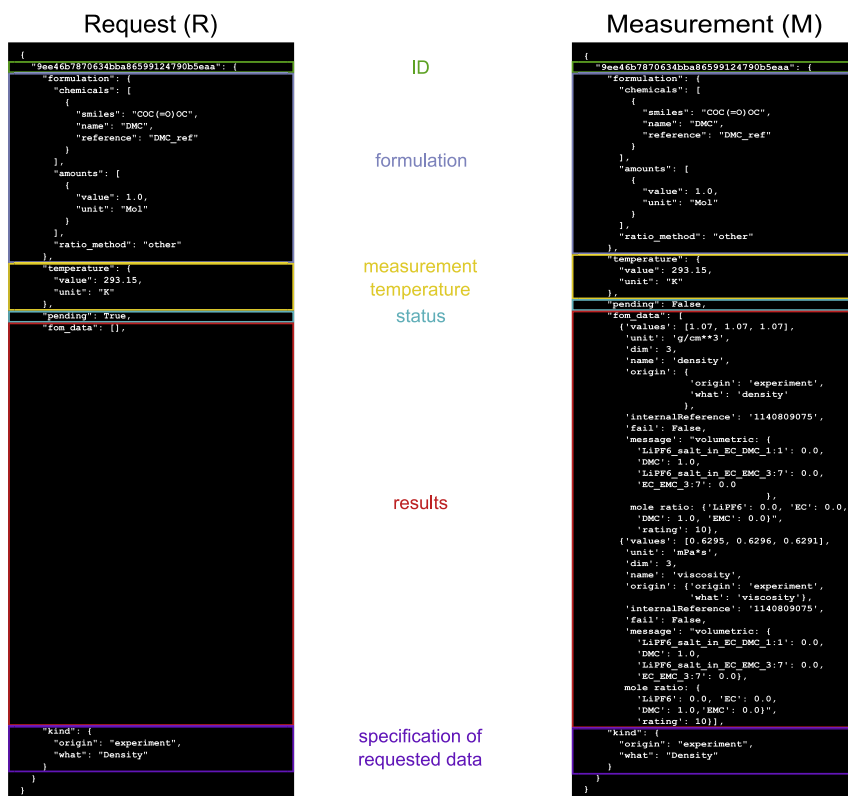 Request (R)
{
"9ee46b7870634bba86599124790b5eaa": {
"formulation": {
"chemicals": [
{
"smiles": "COC(=O)OC",
"name": "DMC",
"reference": "DMC_ref"
}
],
"amounts": [
{
"value": 1.0,
"unit": "Mol"
}
],
"ratio_method": "other"
},
"temperature": {
"value": 293.15,
"unit": "K"
},
"pending": True,
"fom_data": [],
"kind": {
"origin": "experiment",
"what": "Density"
}
}
}
ID
formulation
measurement
temperature
status
results
specification of
requested data
Measurement (M)
{
"9ee46b7870634bba86599124790b5eaa": {
"formulation": {
"chemicals": [
{
"smiles": "COC(=O)OC",
"name": "DMC",
"reference": "DMC_ref"
}
],
"amounts": [
{
"value": 1.0,
"unit": "Mol"
}
],
"ratio_method": "other"
},
"temperature": {
"value": 293.15,
"unit": "K"
},
"pending": False,
"fom_data": [
{'values": [1.07, 1.07, 1.07],
'unit': 'g/cm**3',
'dim': 3,
'name': 'density',
'origin': {
'origin': 'experiment',
'what': 'density'
},
'internalReference': '1140809075',
'fail': False,
'message': "volumetric: {
'LiPF6_salt_in_EC_DMC_1:1': 0.0,
'DMC': 1.0,
'LiPF6_salt_in_EC_EMC_3:7': 0.0,
'EC_EMC_3:7': 0.0
},
mole ratio: {'LiPF6': 0.0, 'EC': 0.0,
'DMC': 1.0, 'EMC': 0.0}",
'rating': 10},
{'values': [0.6295, 0.6296, 0.6291],
'unit': 'mPa*s',
'dim': 3,
'name': 'viscosity',
'origin': {'origin': 'experiment',
'what': 'viscosity'},
'internalReference': '1140809075',
'fail': False,
'message': "volumetric: {
'LiPF6_salt_in_EC_DMC_1:1': 0.0,
'DMC': 1.0,
'LiPF6_salt_in_EC_EMC_3:7': 0.0,
'EC_EMC_3:7': 0.0},
mole ratio: {
'LiPF6': 0.0, 'EC': 0.0,
'DMC': 1.0,'EMC': 0.0}",
'rating': 10}],
"kind": {
"origin": "experiment",
"what": "Density"
}
}
}